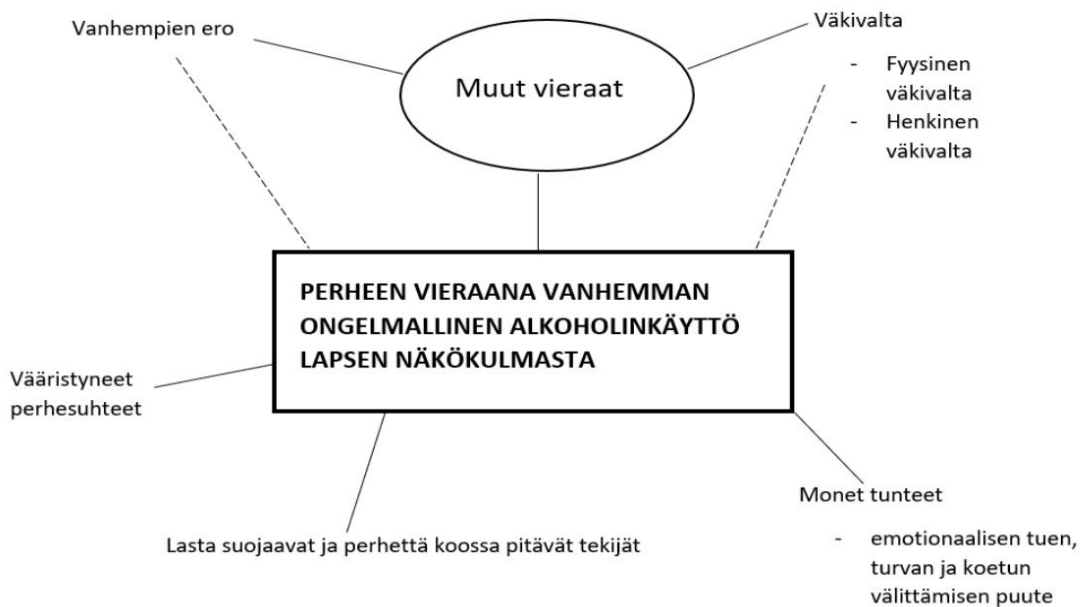 Vanhempien ero
Muut vieraat
Väkivalta
- Fyysinen
väkivalta
- Henkinen
väkivalta
PERHEEN VIERAANA VANHEMMAN
ONGELMALLINEN ALKOHOLINKÄYTTÖ
LAPSEN NÄKÖKULMASTA
Vääristyneet
perhesuhteet
Lasta suojaavat ja perhettä koossa pitävät tekijät
Monet tunteet
- emotionaalisen tuen,
turvan ja koetun
välittämisen puute